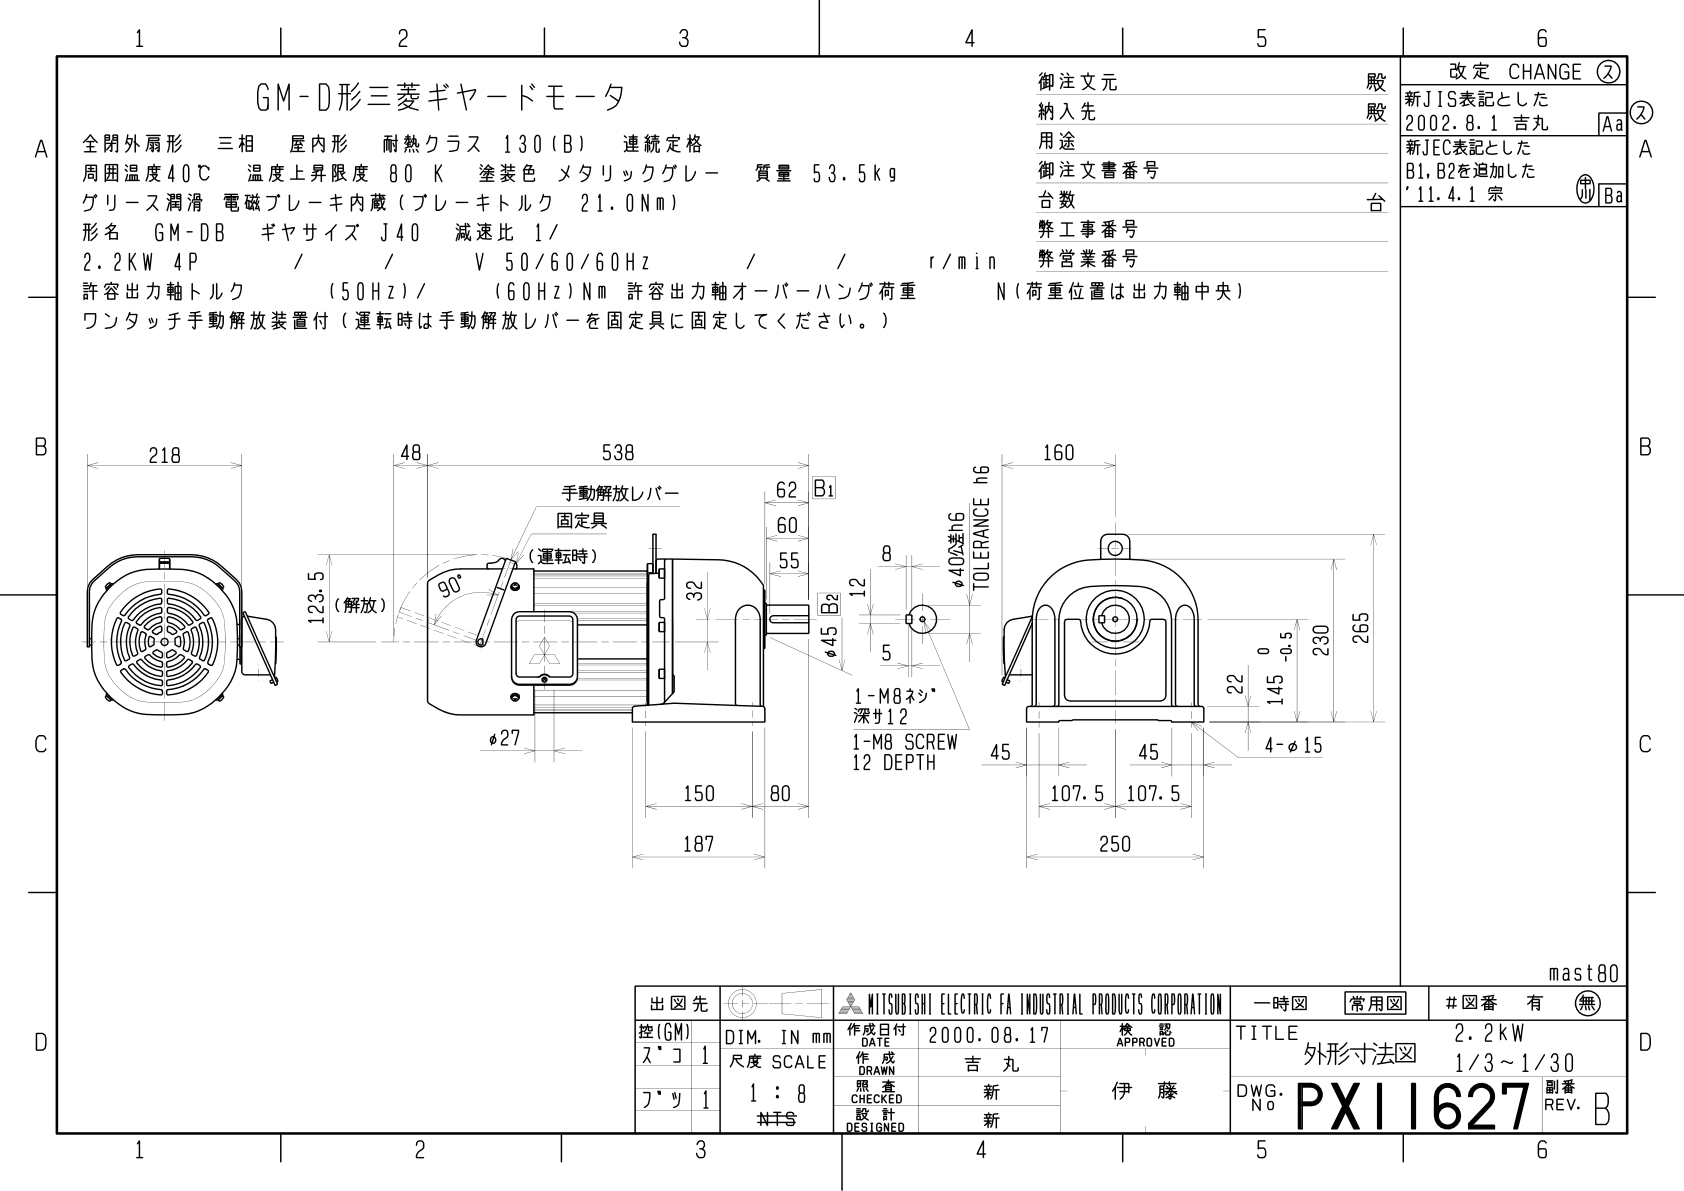 1 2 3 4 5 6
GM-D形三菱ギヤードモータ
全閉外扇形 三相 屋内形 耐熱クラス 130(B) 連続定格
周囲温度40℃ 温度上昇限度 80 K 塗装色 メタリックグレー 質量 53.5kg
グリース潤滑 電磁ブレーキ内蔵(ブレーキトルク 21.0Nm)
形名 GM-DB ギヤサイズ J40 減速比 1/
2.2KW 4P / / V 50/60/60Hz / / r/min
許容出力軸トルク (50Hz)/ (60Hz)Nm 許容出力軸オーバーハング荷重 N(荷重位置は出力軸中央)
ワンタッチ手動解放装置付(運転時は手動解放レバーを固定具に固定してください。)
御注文元 殿
納入先 殿
用途
御注文書番号
台数 台
弊工事番号
弊営業番号
改定 CHANGE ス
新JIS表記とした
2002.8.1 吉丸 Aa
ス
新JEC表記とした
B1,B2を追加した
'11.4.1 宗 Ba
A A
B B
C C
D D
218
48
538
手動解放レバー
固定具
(運転時)
90°
123.5
(解放)
62 B1
60
55
32
B2
φ45
φ27
150 80
187
8
12
5
φ40公差h6
TOLERANCE h6
1-M8ネジ
深サ12
1-M8 SCREW
12 DEPTH
160
22
145 0 -0.5
230
265
4-φ15
45 45
107.5 107.5
250
mast80
出図先
控(GM)
ズコ 1
ブツ 1
DIM. IN mm
尺度 SCALE
1 : 8
NTS
MITSUBISHI ELECTRIC FA INDUSTRIAL PRODUCTS CORPORATION
作成日付 DATE 2000.08.17
作成 DRAWN 吉丸
照査 CHECKED 新
設計 DESIGNED 新
検認 APPROVED
伊藤
一時図 常用図 #図番 有 無
TITLE
外形寸法図
2.2kW
1/3~1/30
DWG. No PX11627
副番 REV. B
1 2 3 4 5 6